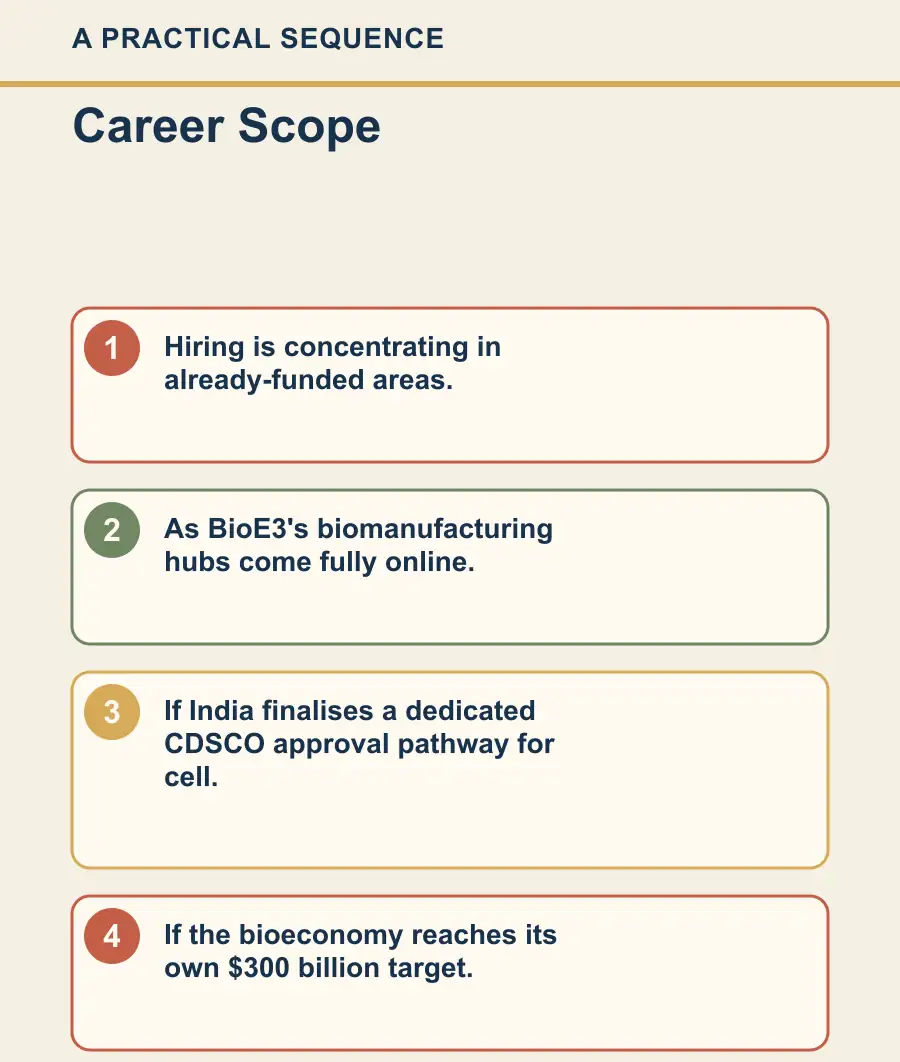 A PRACTICAL SEQUENCE
Career Scope
1
Hiring is concentrating in
already-funded areas.
2
As BioE3's biomanufacturing
hubs come fully online.
3
If India finalises a dedicated
CDSCO approval pathway for
cell.
4
If the bioeconomy reaches its
own $300 billion target.